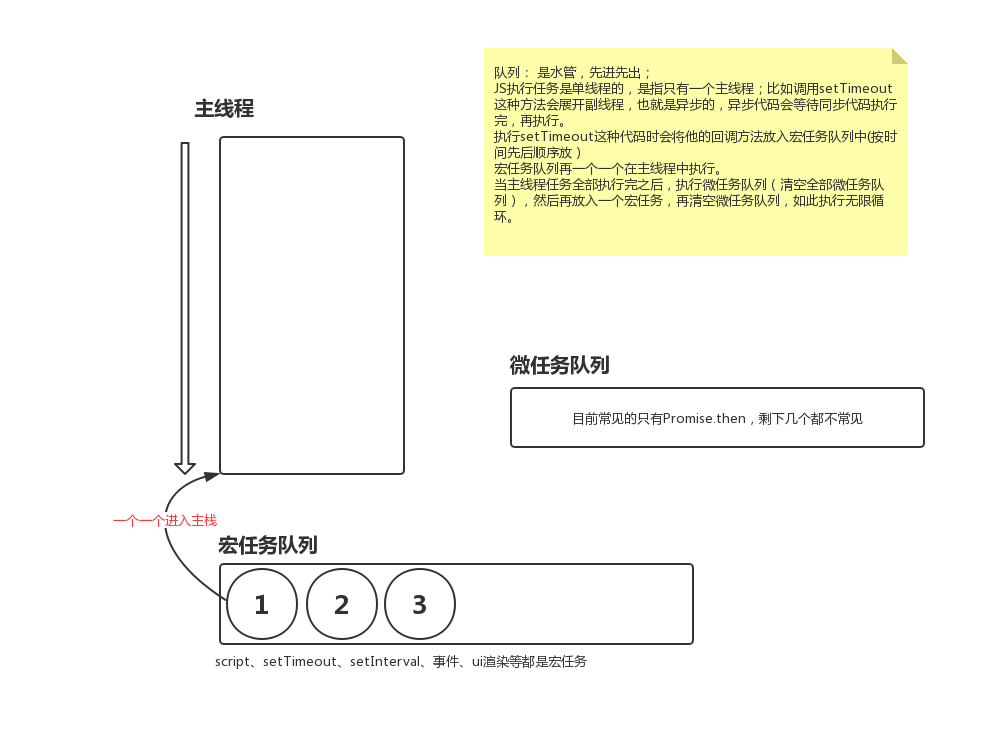 队列： 是水管，先进先出；
JS执行任务是单线程的，是指只有一个主线程；比如调用setTimeout
这种方法会展开副线程，也就是异步的，异步代码会等待同步代码执行
完，再执行。
执行setTimeout这种代码时会将他的回调方法放入宏任务队列中(按时
间先后顺序放）
宏任务队列再一个一个在主线程中执行。
当主线程任务全部执行完之后，执行微任务队列（清空全部微任务队
列），然后再放入一个宏任务，再清空微任务队列，如此执行无限循
环。
主线程
微任务队列
目前常见的只有Promise.then，剩下几个都不常见
一个一个进入主栈
宏任务队列
1 2 3
script、setTimeout、setInterval、事件、ui渲染等都是宏任务